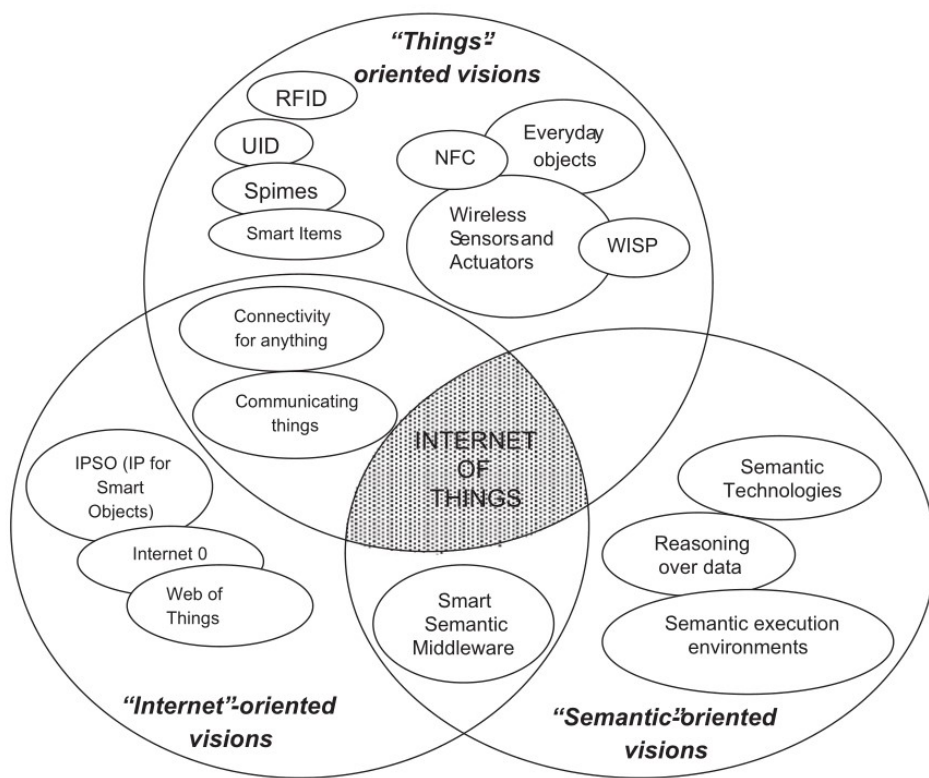 “Things”-
oriented visions
RFID
UID
Spimes
Smart Items
NFC
Everyday
objects
Wireless
Sensors and
Actuators
WISP
Connectivity
for anything
Communicating
things
INTERNET
OF
THINGS
IPSO (IP for
Smart
Objects)
Internet 0
Web of
Things
Semantic
Technologies
Reasoning
over data
Semantic execution
environments
Smart
Semantic
Middleware
“Internet”-oriented
visions
“Semantic-”oriented
visions